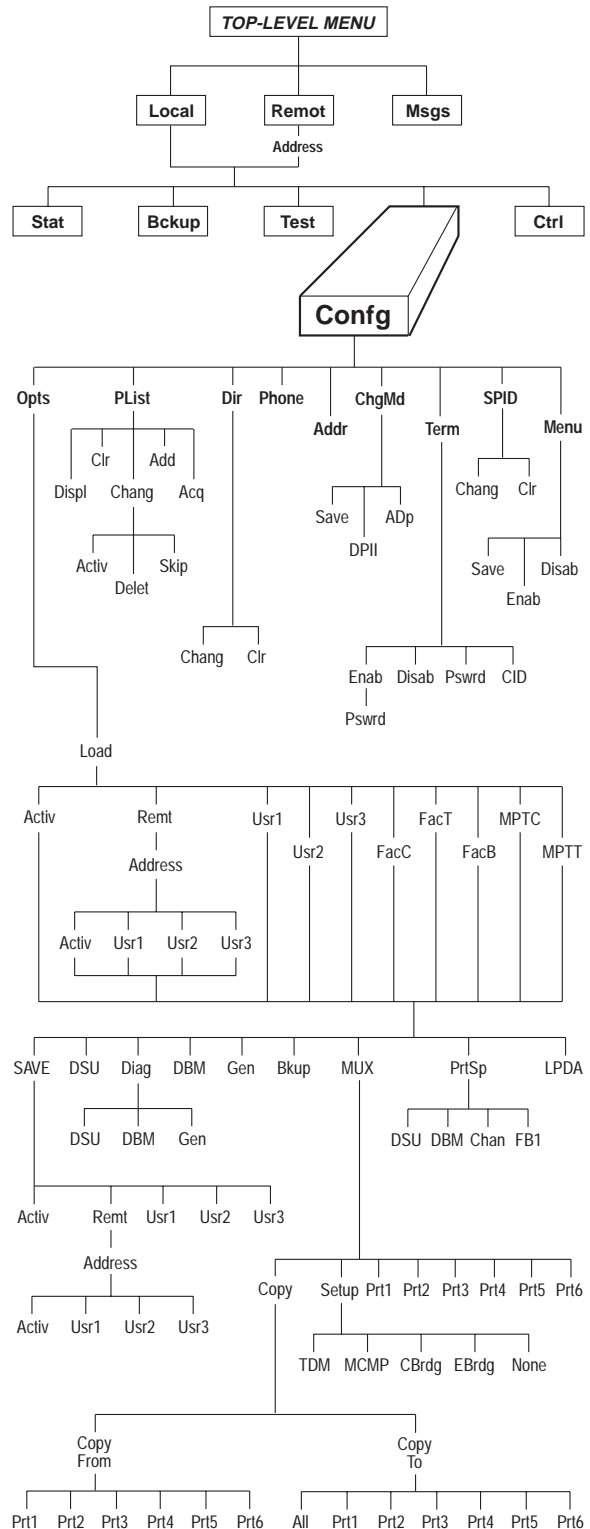 TOP-LEVEL MENU
Local Remot Msgs
Address
Stat Bckup Test Ctrl
Confg
Opts PList Dir Phone ChgMd SPID
Addr Term Menu
Clr Add
Displ Chang Acq
Chang Clr
Save ADp
DPII
Activ Skip
Delet
Save Disab
Enab
Chang Clr
Enab Disab Pswrd CID
Pswrd
Load
Activ Remt Usr1 Usr3 FacT MPTC
Usr2 FacC FacB MPTT
Address
Activ Usr1 Usr2 Usr3
SAVE DSU Diag DBM Gen Bkup MUX PrtSp LPDA
DSU DBM Gen
DSU DBM Chan FB1
Activ Remt Usr1 Usr2 Usr3
Address
Activ Usr1 Usr2 Usr3
Copy Setup Prt1 Prt2 Prt3 Prt4 Prt5 Prt6
TDM MCMP CBrdg EBrdg None
Copy
From
Copy
To
Prt1 Prt2 Prt3 Prt4 Prt5 Prt6
All Prt1 Prt2 Prt3 Prt4 Prt5 Prt6